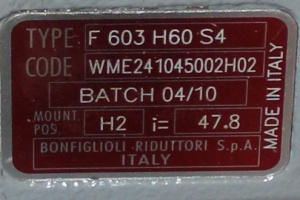 TYPE F 603 H60 S4
CODE WME241045002H02
BATCH 04/10
MOUNT. POS. H2 i= 47.8
BONFIGLIOLI RIDUTTORI S.p.A.
ITALY
MADE IN ITALY